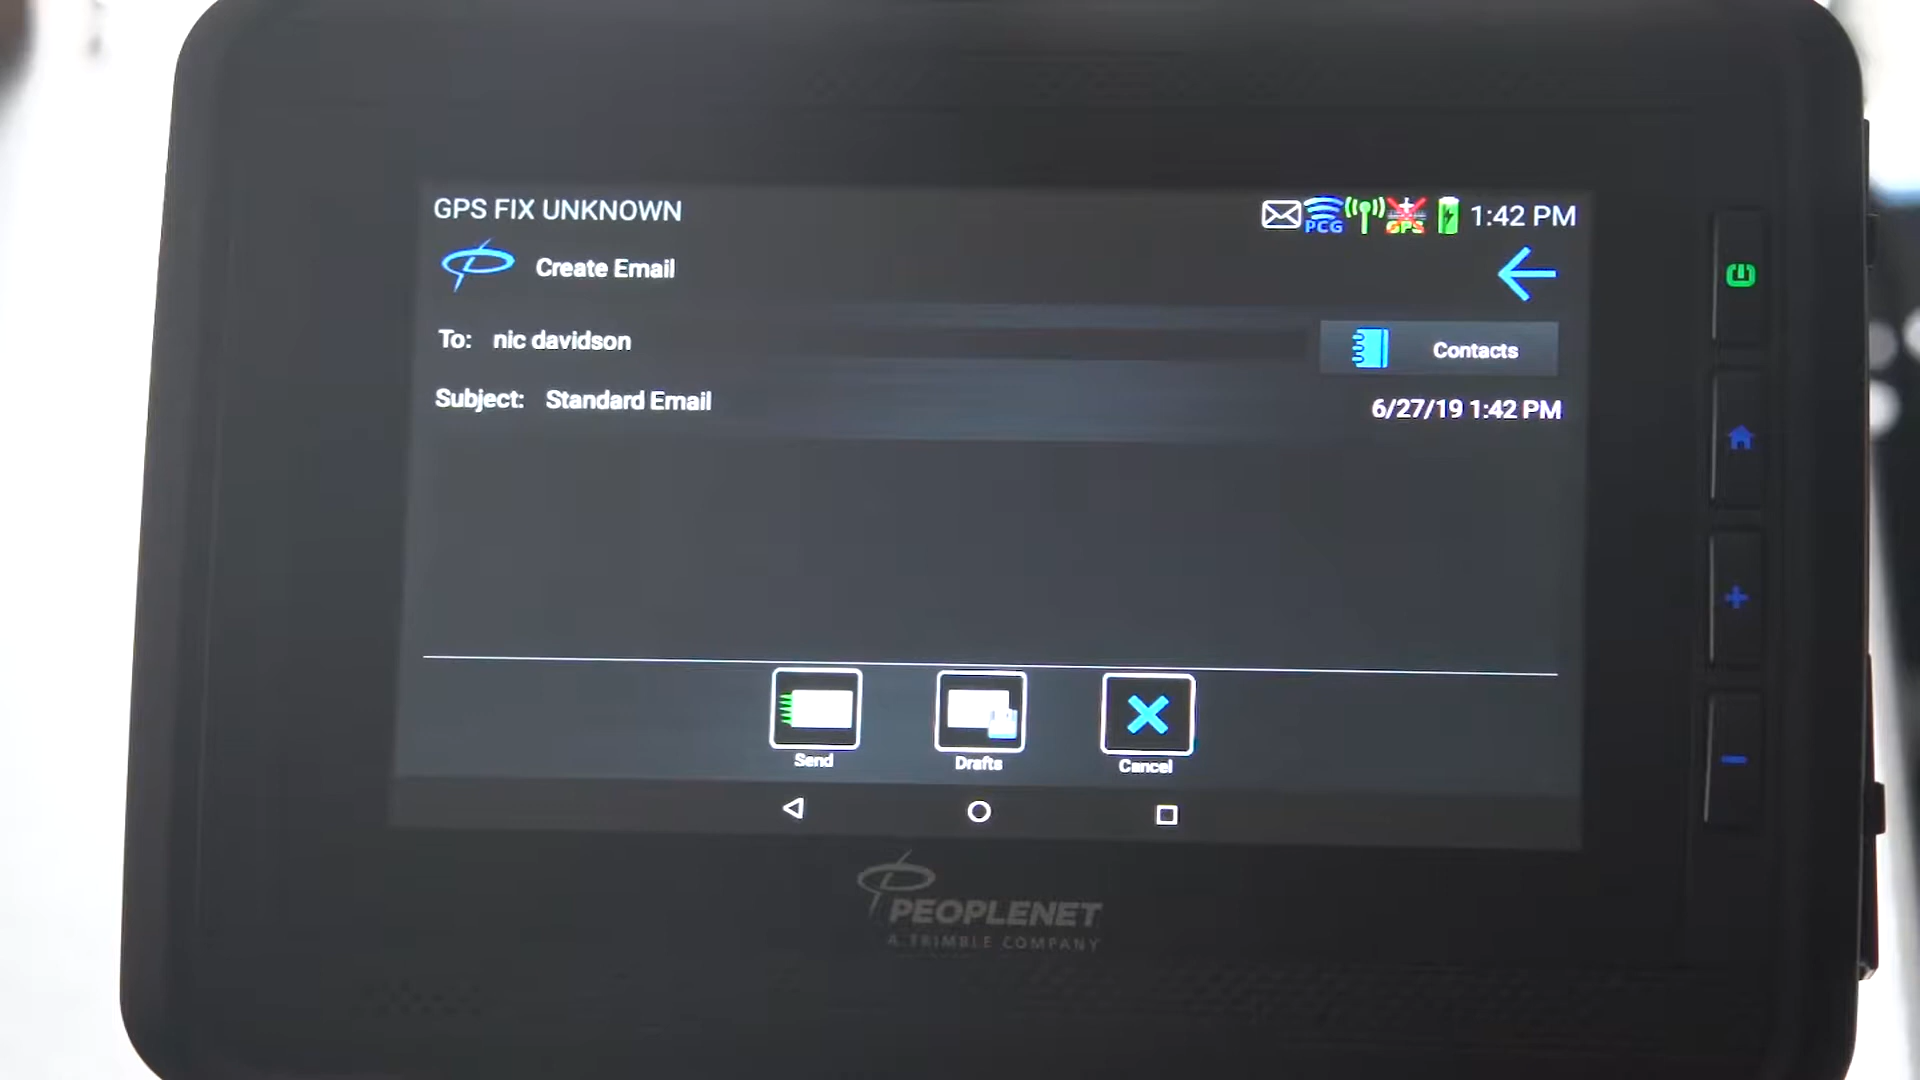 GPS FIX UNKNOWN
PCG GPS 1:42 PM
Create Email
To: nic davidson
Contacts
Subject: Standard Email
6/27/19 1:42 PM
Send Drafts Cancel
PEOPLENET
A TRIMBLE COMPANY